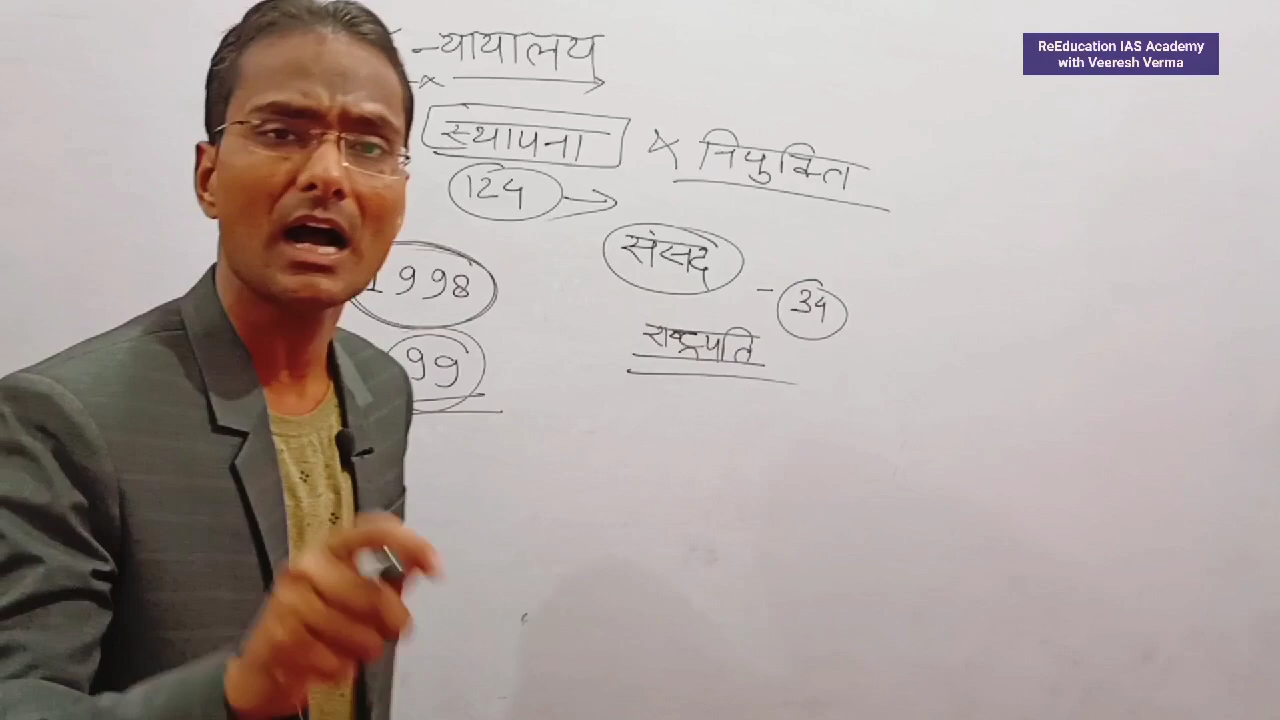 ReEducation IAS Academy
with Veeresh Verma
न्यायालय
स्थापना
× नियुक्ति
124
संसद
1998
34
राष्ट्रपति
99